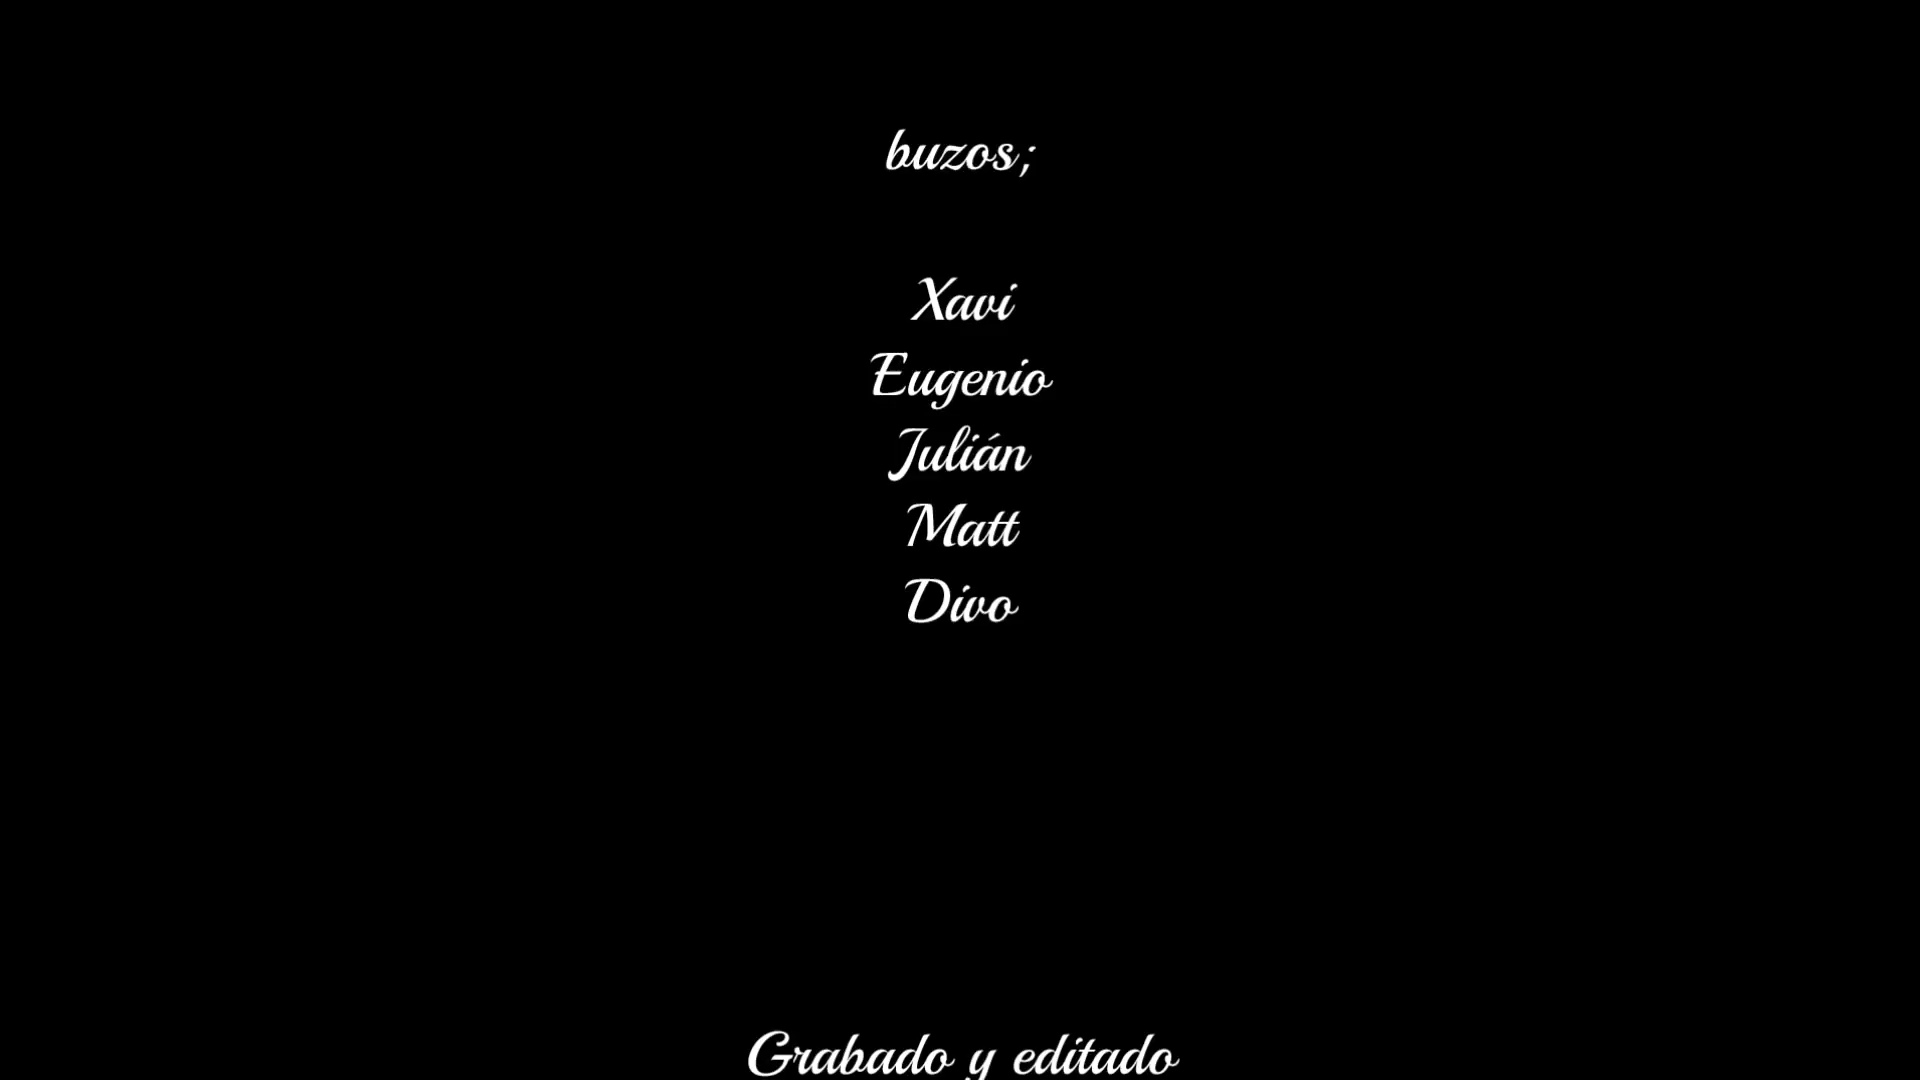 buzos;
Xavi
Eugenio
Julián
Matt
Divo
Grabado y editado